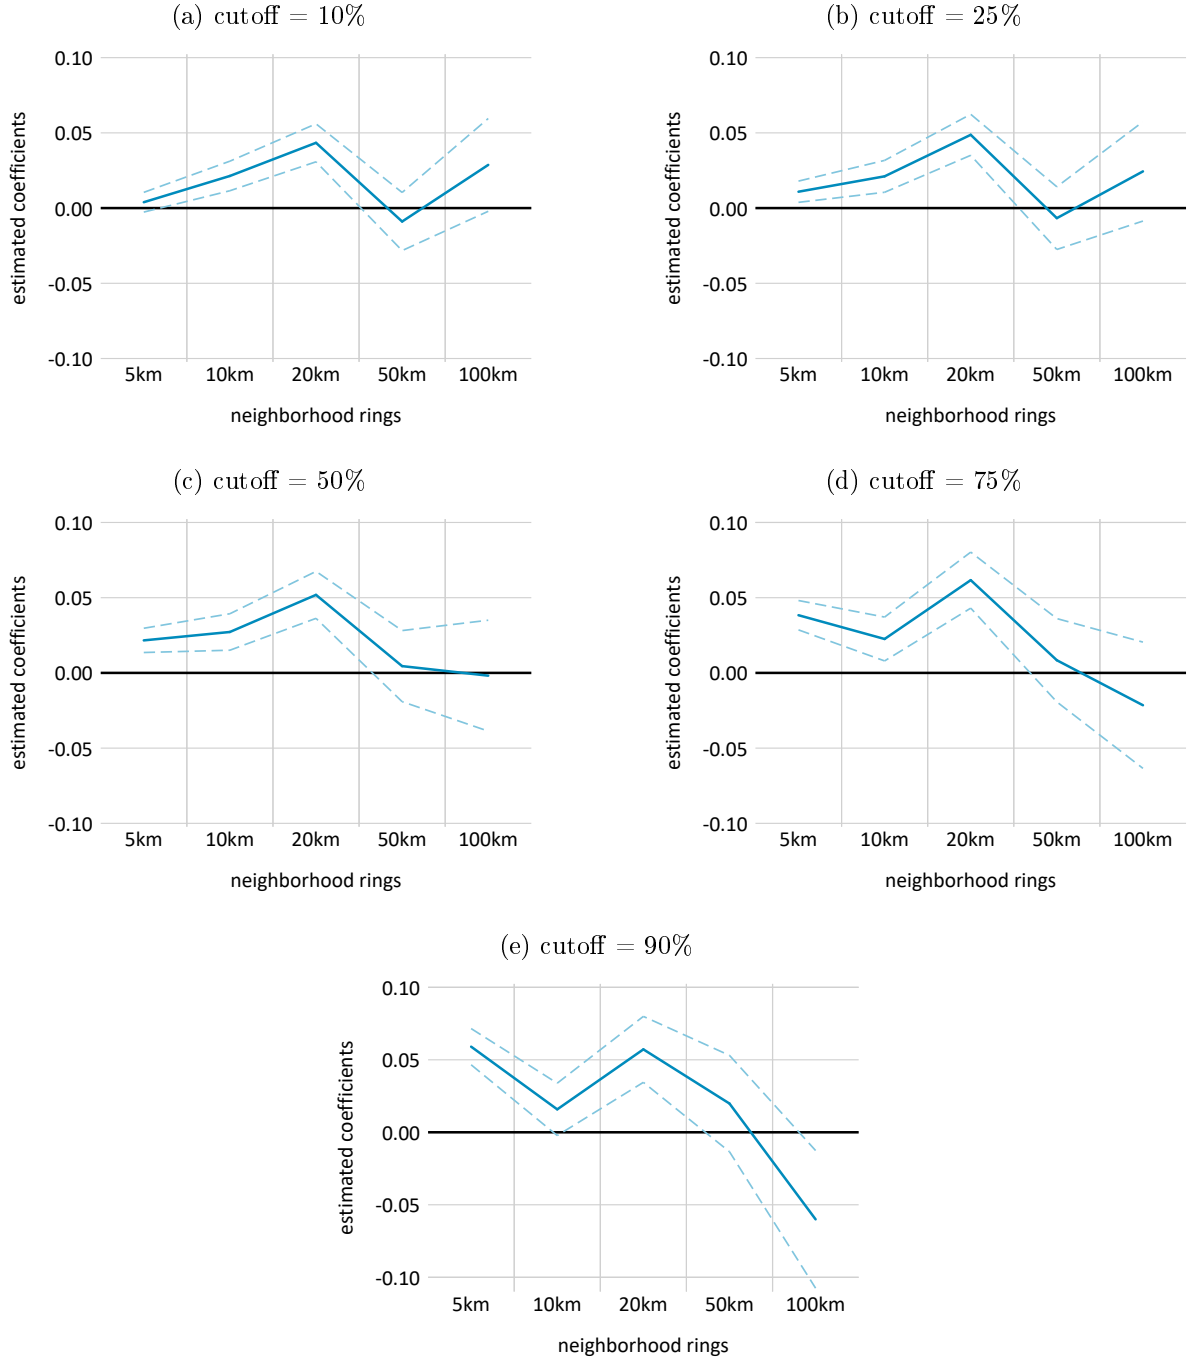 (a) cutoff = 10%
(b) cutoff = 25%
estimated coefficients
0.10
0.05
0.00
-0.05
-0.10
5km 10km 20km 50km 100km
neighborhood rings
estimated coefficients
0.10
0.05
0.00
-0.05
-0.10
5km 10km 20km 50km 100km
neighborhood rings
(c) cutoff = 50%
(d) cutoff = 75%
estimated coefficients
0.10
0.05
0.00
-0.05
-0.10
5km 10km 20km 50km 100km
neighborhood rings
estimated coefficients
0.10
0.05
0.00
-0.05
-0.10
5km 10km 20km 50km 100km
neighborhood rings
(e) cutoff = 90%
estimated coefficients
0.10
0.05
0.00
-0.05
-0.10
5km 10km 20km 50km 100km
neighborhood rings